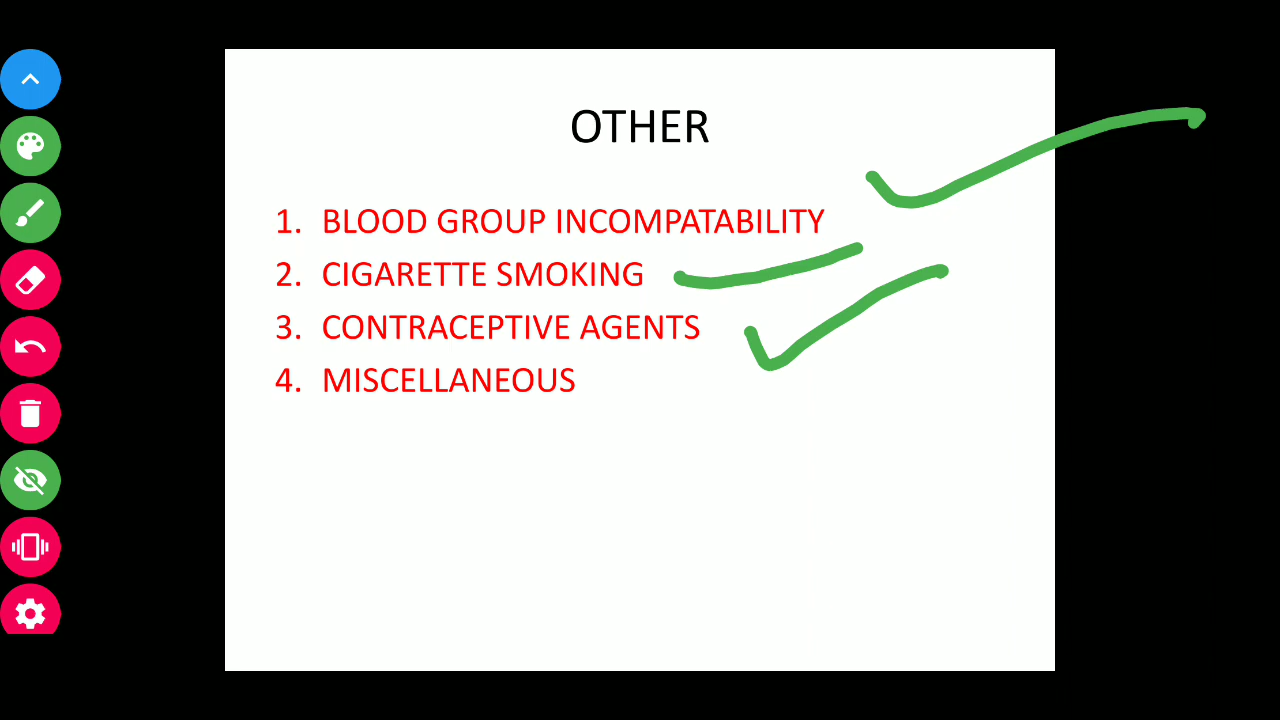 OTHER
1. BLOOD GROUP INCOMPATABILITY
2. CIGARETTE SMOKING
3. CONTRACEPTIVE AGENTS
4. MISCELLANEOUS